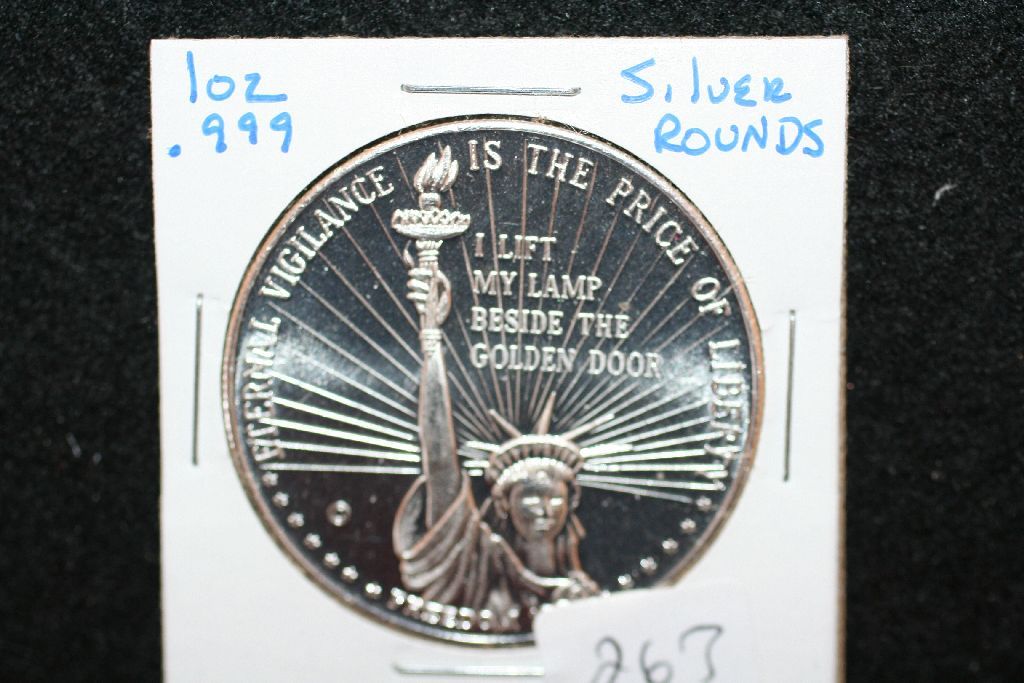 1oz
.999
SilveR
ROUNDS
ETERNAL VIGILANCE IS THE PRICE OF LIBERTY
I LIFT
MY LAMP
BESIDE THE
GOLDEN DOOR
FREEDOM
263